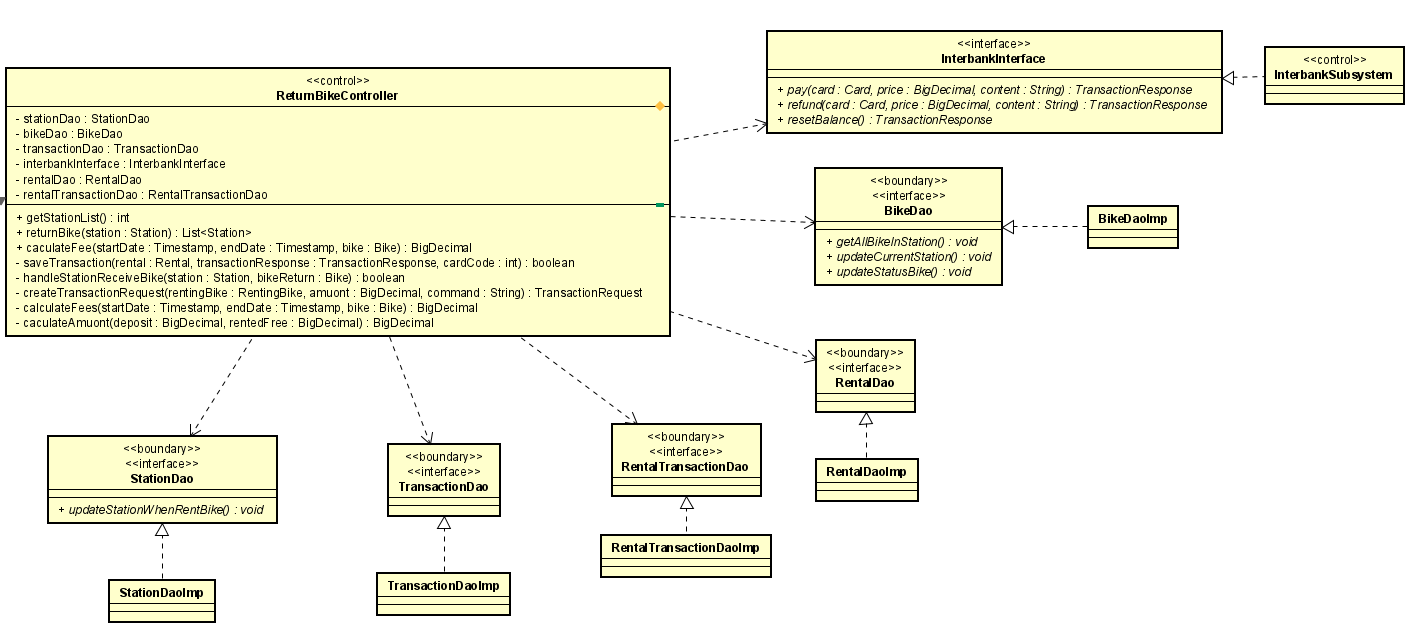 <<control>>
ReturnBikeController
- stationDao : StationDao
- bikeDao : BikeDao
- transactionDao : TransactionDao
- interbankInterface : InterbankInterface
- rentalDao : RentalDao
- rentalTransactionDao : RentalTransactionDao
+ getStationList() : int
+ returnBike(station : Station) : List<Station>
+ caculateFee(startDate : Timestamp, endDate : Timestamp, bike : Bike) : BigDecimal
- saveTransaction(rental : Rental, transactionResponse : TransactionResponse, cardCode : int) : boolean
- handleStationReceiveBike(station : Station, bikeReturn : Bike) : boolean
- createTransactionRequest(rentingBike : RentingBike, amuont : BigDecimal, command : String) : TransactionRequest
- calculateFees(startDate : Timestamp, endDate : Timestamp, bike : Bike) : BigDecimal
- caculateAmuont(deposit : BigDecimal, rentedFree : BigDecimal) : BigDecimal
<<interface>>
InterbankInterface
+ pay(card : Card, price : BigDecimal, content : String) : TransactionResponse
+ refund(card : Card, price : BigDecimal, content : String) : TransactionResponse
+ resetBalance() : TransactionResponse
<<control>>
InterbankSubsystem
<<boundary>>
<<interface>>
BikeDao
+ getAllBikeInStation() : void
+ updateCurrentStation() : void
+ updateStatusBike() : void
BikeDaoImp
<<boundary>>
<<interface>>
RentalDao
RentalDaoImp
<<boundary>>
<<interface>>
StationDao
+ updateStationWhenRentBike() : void
StationDaoImp
<<boundary>>
<<interface>>
TransactionDao
TransactionDaoImp
<<boundary>>
<<interface>>
RentalTransactionDao
RentalTransactionDaoImp